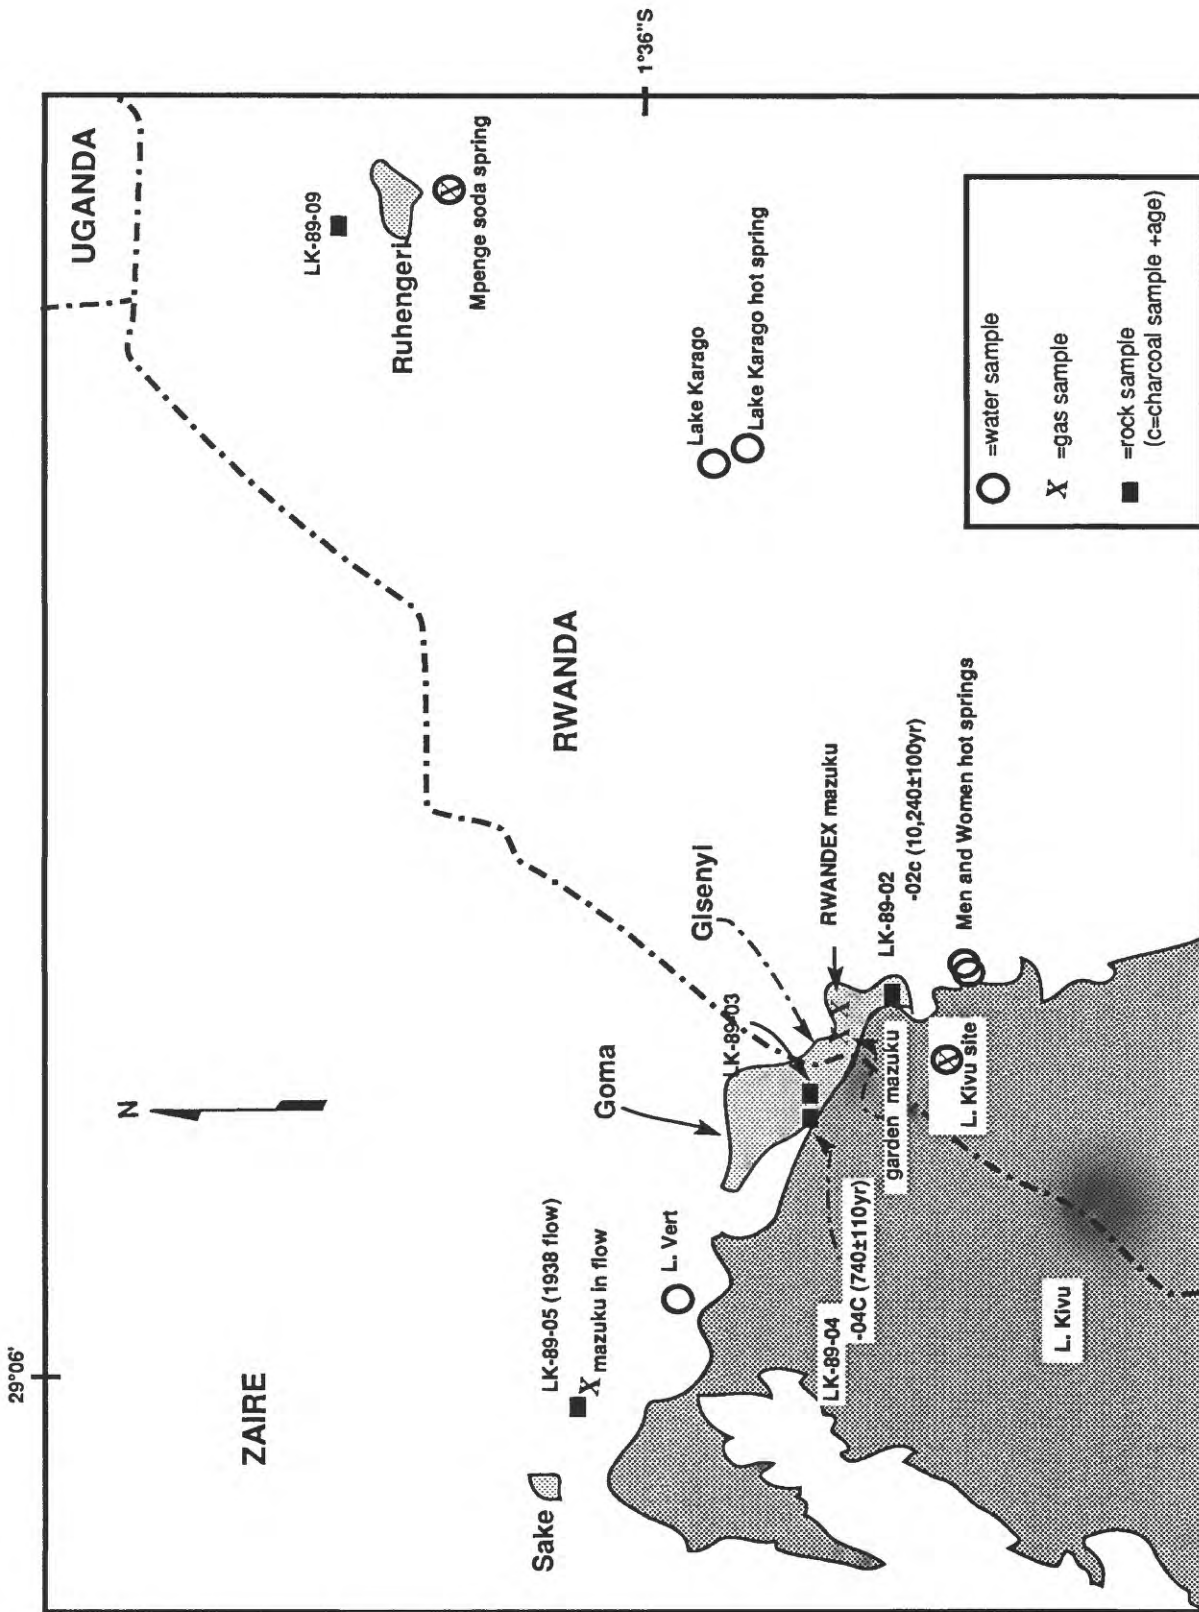 29°06'
1°36"S
ZAIRE
UGANDA
RWANDA
N
LK-89-09
Ruhengeri
Mpenge soda spring
Sake
LK-89-05 (1938 flow)
X mazuku in flow
L. Vert
Goma
LK-89-03
Gisenyi
RWANDEX mazuku
X
X
LK-89-02
-02c (10,240±100yr)
Lake Karago
Lake Karago hot spring
LK-89-04
-04C (740±110yr)
garden mazuku
X
L. Kivu site
Men and Women hot springs
L. Kivu
X
=water sample
X =gas sample
=rock sample
(c=charcoal sample +age)